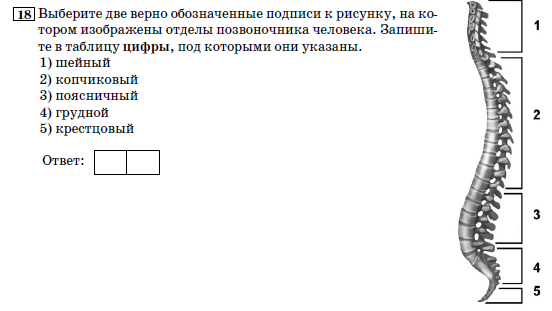 18 Выберите две верно обозначенные подписи к рисунку, на ко-
тором изображены отделы позвоночника человека. Запиши-
те в таблицу цифры, под которыми они указаны.
1) шейный
2) копчиковый
3) поясничный
4) грудной
5) крестцовый
Ответ:
1
2
3
4
5